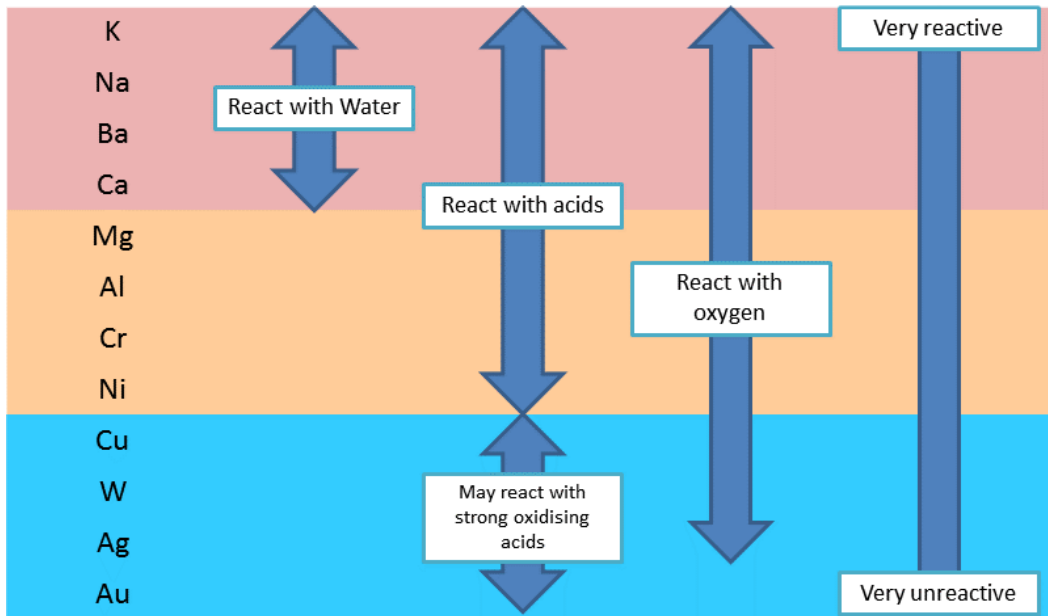 K
Na
Ba
Ca
Mg
Al
Cr
Ni
Cu
W
Ag
Au
React with Water
React with acids
May react with
strong oxidising
acids
React with
oxygen
Very reactive
Very unreactive